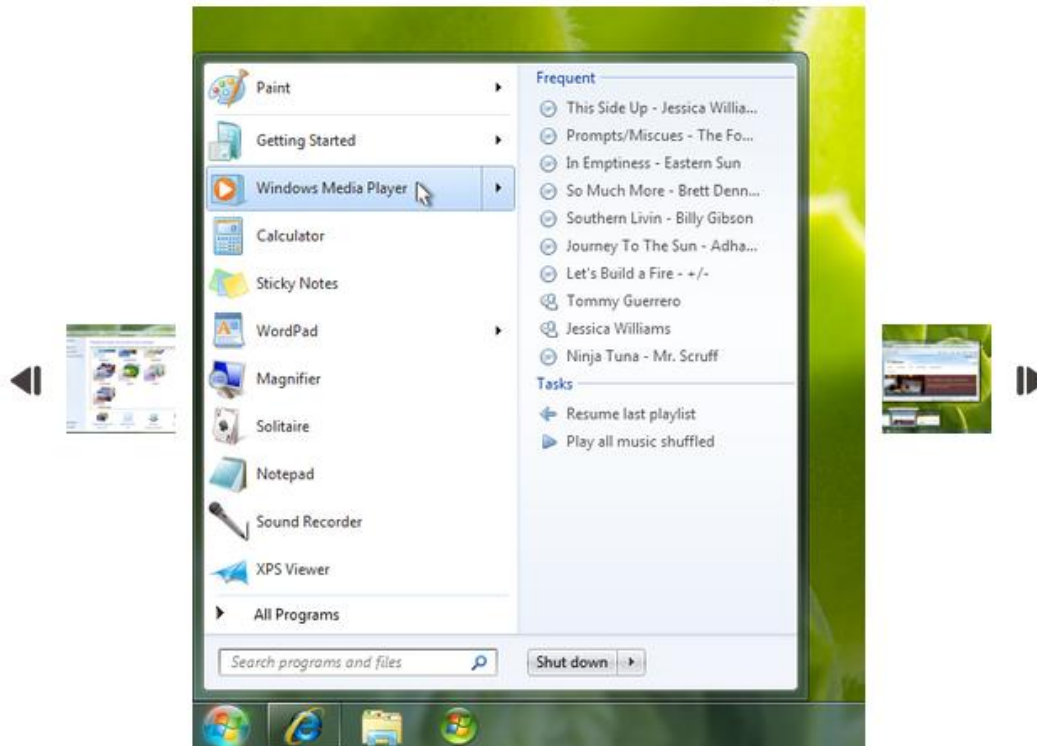 Paint
Getting Started
Windows Media Player
Calculator
Sticky Notes
WordPad
Magnifier
Solitaire
Notepad
Sound Recorder
XPS Viewer
All Programs
Search programs and files
Frequent
This Side Up - Jessica Willia...
Prompts/Miscues - The Fo...
In Emptiness - Eastern Sun
So Much More - Brett Denn...
Southern Livin - Billy Gibson
Journey To The Sun - Adha...
Let's Build a Fire - +/-
Tommy Guerrero
Jessica Williams
Ninja Tuna - Mr. Scruff
Tasks
Resume last playlist
Play all music shuffled
Shut down